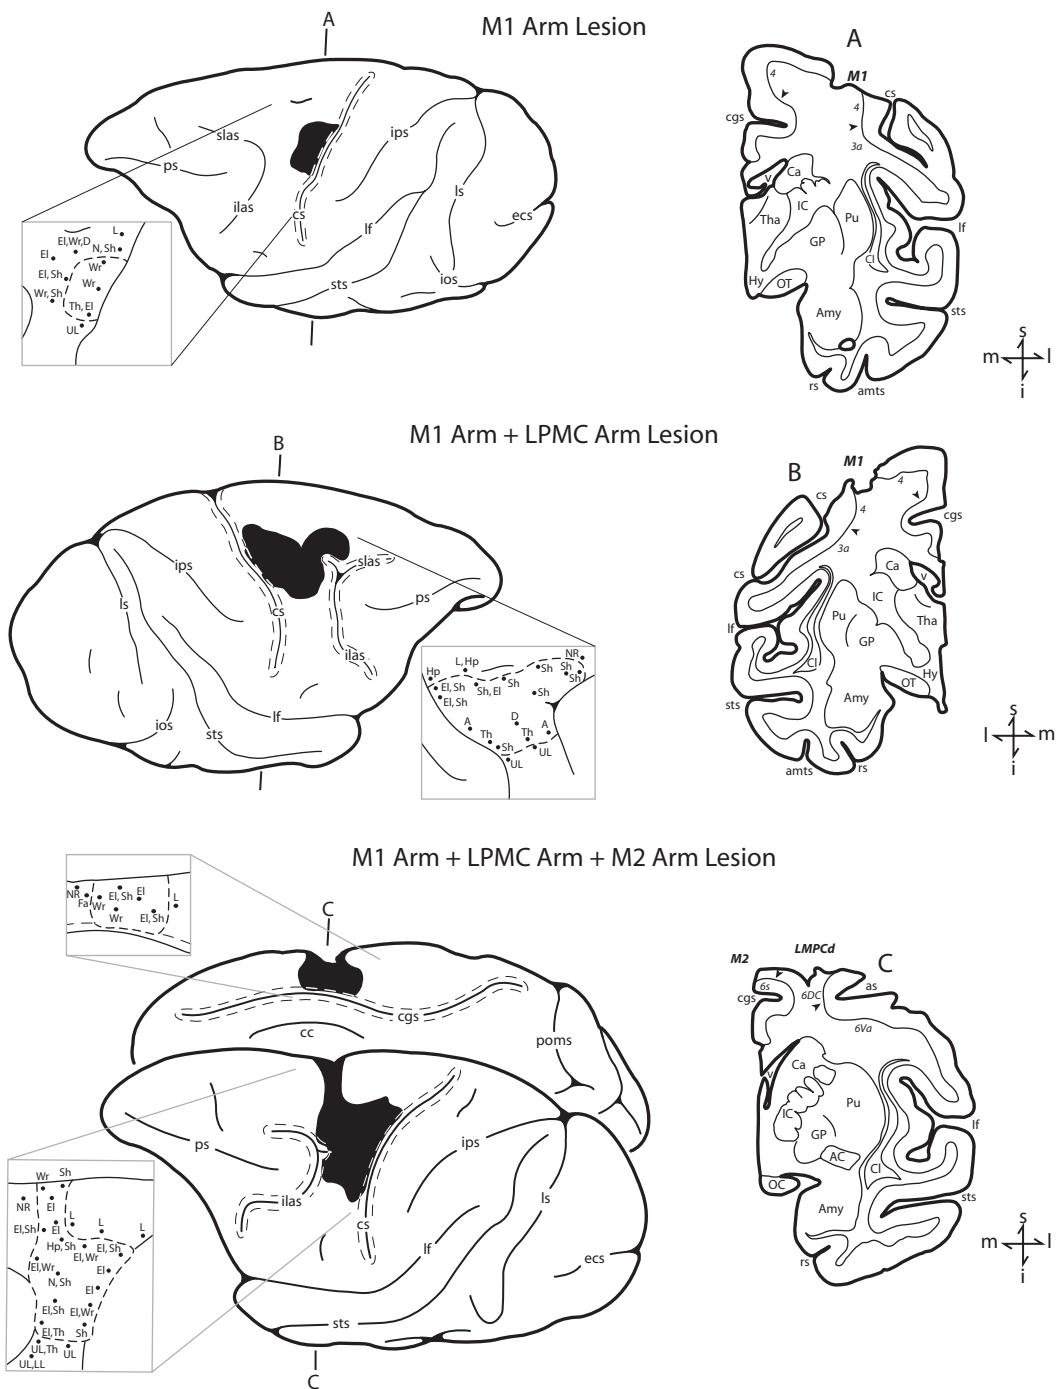 M1 Arm Lesion
A
slas
ips
ps
ilas
cs
lf
ls
ecs
sts
ios
L
El,Wr,D
N,Sh
El
Wr
El,Sh
Wr
Wr,Sh
Th,El
UL
A
M1
4
4
3a
cs
cgs
v
Ca
IC
Tha
Pu
GP
Cl
lf
Hy
OT
Amy
sts
rs
amts
s
m
l
i
M1 Arm + LPMC Arm Lesion
B
ips
slas
ls
ps
cs
ilas
ios
sts
lf
NR
L,Hp
Hp
Sh
Sh
Sh
El,Sh
Sh,El
Sh
El,Sh
Sh
A
D
A
Th
Th
Sh
UL
UL
B
M1
cs
4
4
cgs
3a
cs
Ca
v
IC
Pu
Tha
lf
GP
Cl
Hy
OT
sts
Amy
amts
rs
s
l
m
i
M1 Arm + LPMC Arm + M2 Arm Lesion
NR
Fa
Wr
El,Sh
El
L
Wr
El,Sh
C
cgs
cc
poms
ps
ips
ilas
cs
ls
lf
ecs
sts
C
Wr
Sh
NR
El
El,Sh
El
L
L
L
Hp,Sh
El,Sh
El,Wr
El,Wr
El
N,Sh
El
El,Sh
El,Wr
El,Th
Sh
UL,Th
UL
UL,LL
M2
LMPCd
C
6s
6DC
as
cgs
6Va
v
Ca
IC
Pu
GP
AC
Cl
lf
OC
Amy
sts
rs
s
m
l
i